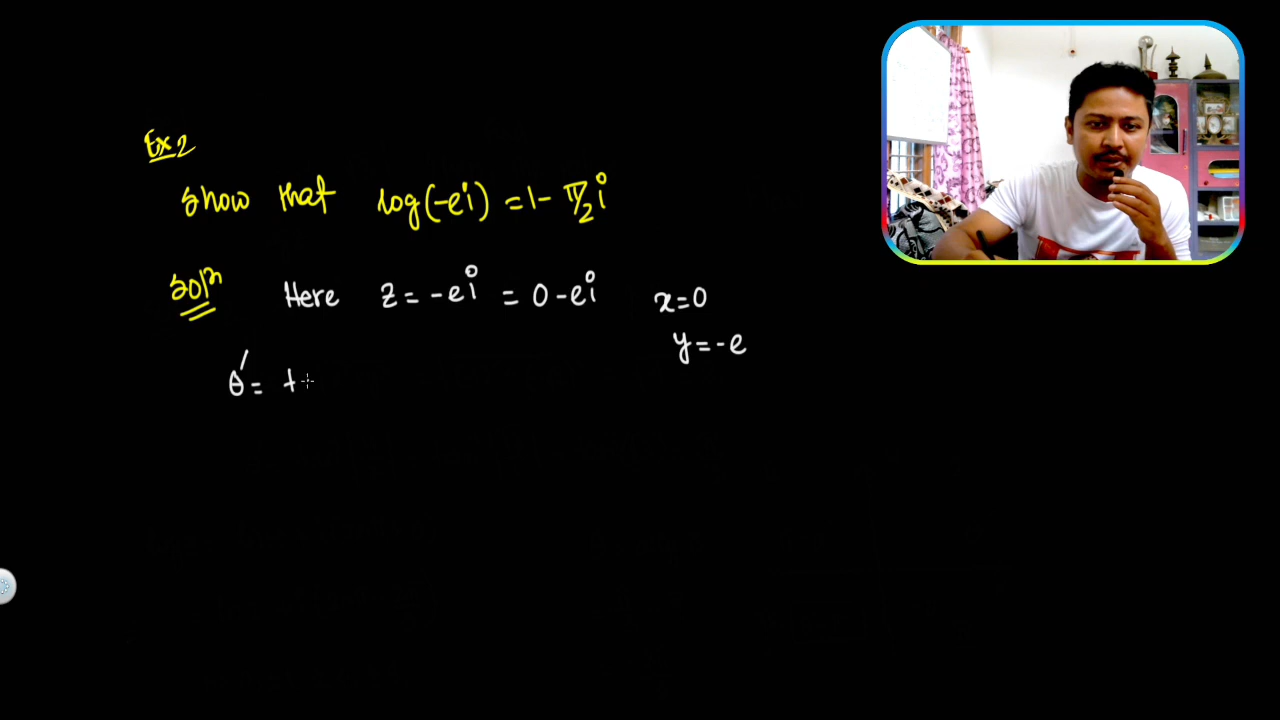 Ex 2
Show that log(-ei) = 1 - π/2 i
Soln Here z = -ei = 0 - ei x = 0
y = -e
θ' = t